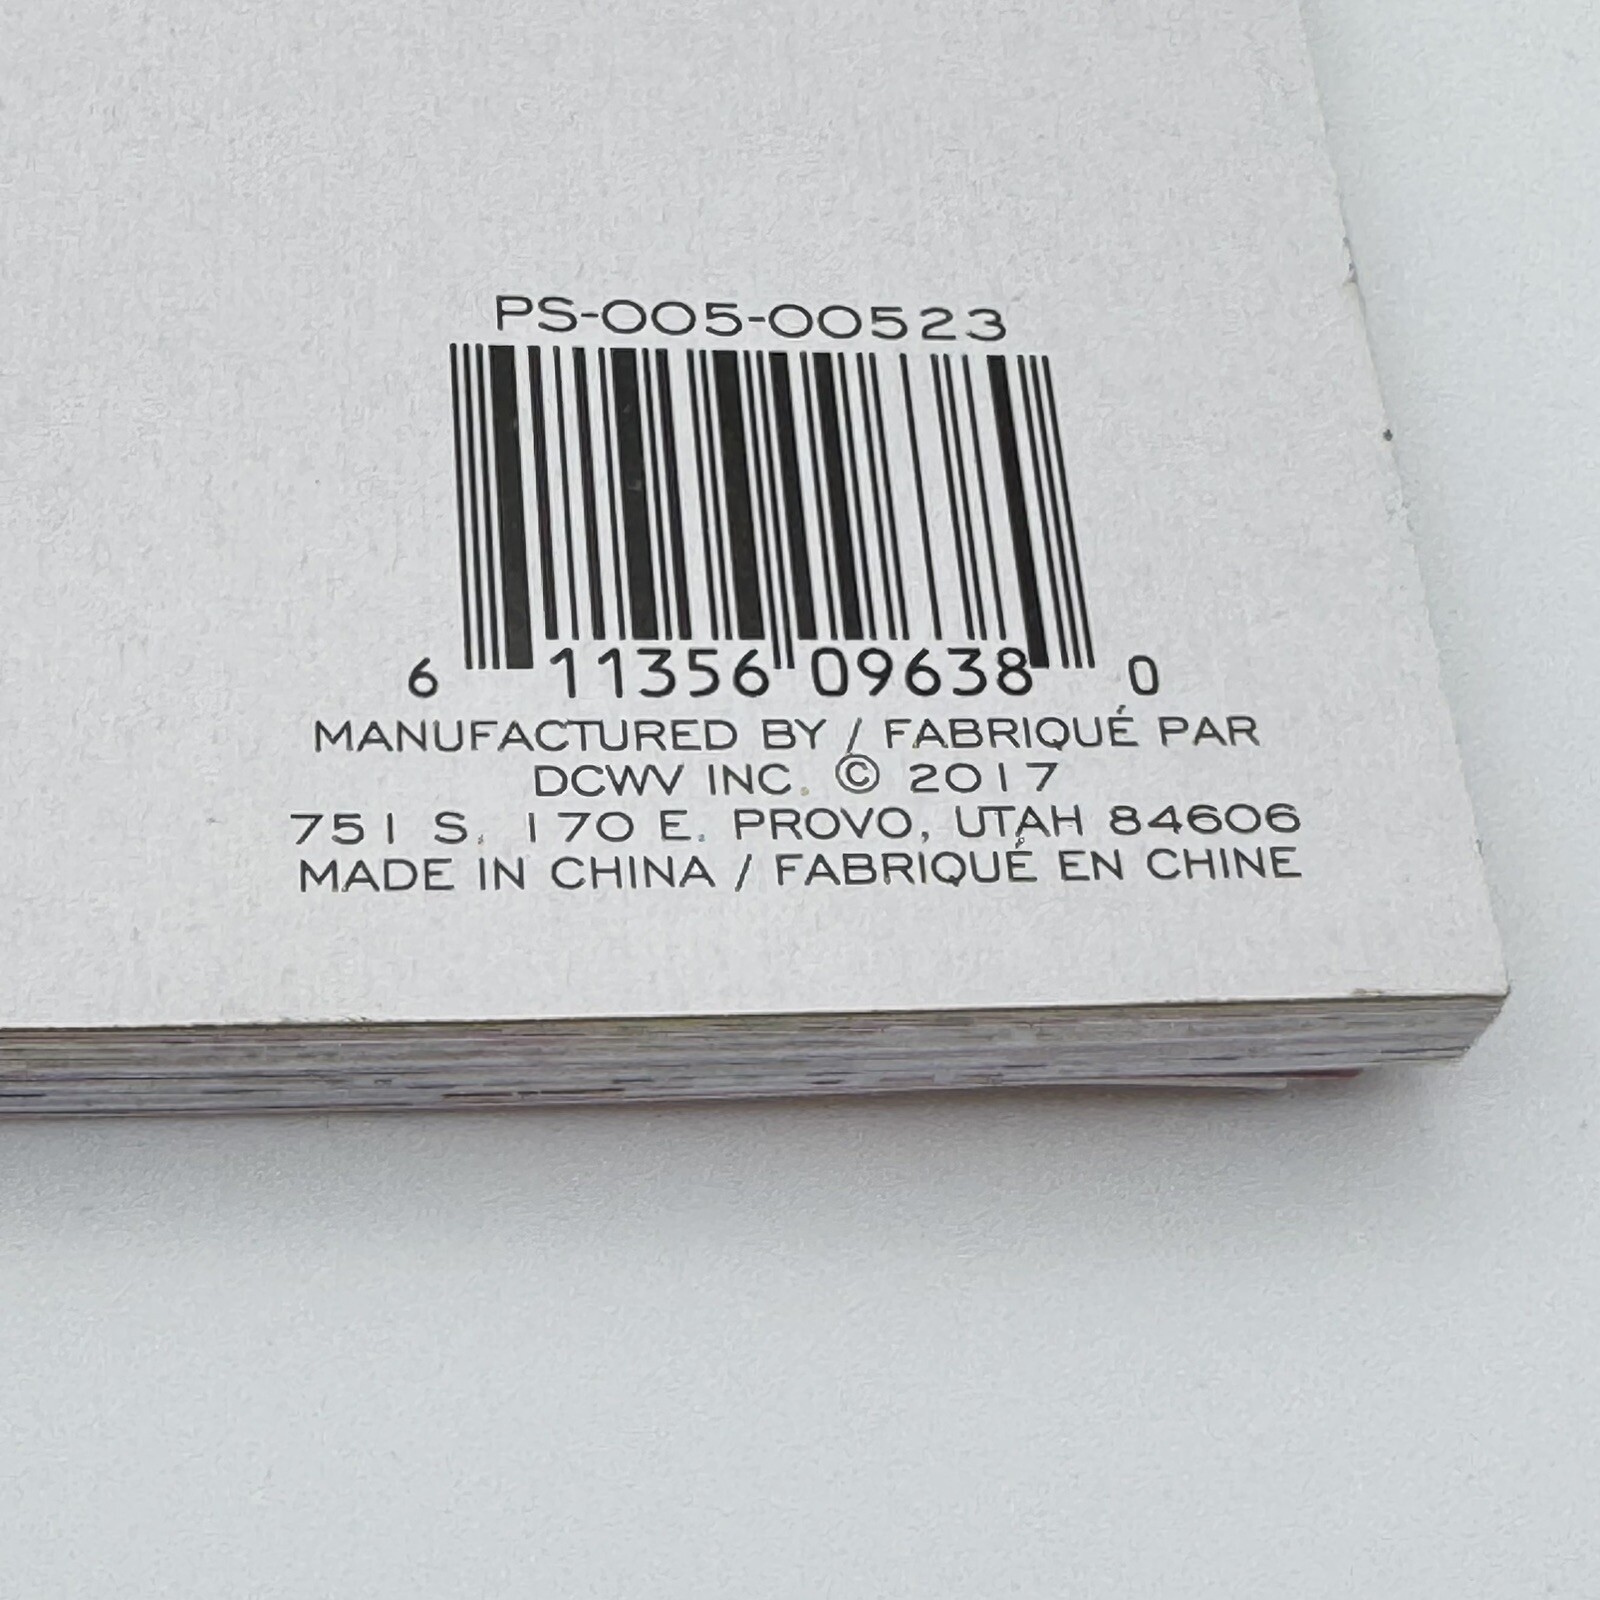 PS-005-00523
6 11356 09638 0
MANUFACTURED BY / FABRIQUÉ PAR
DCWV INC. © 2017
751 S. 170 E. PROVO, UTAH 84606
MADE IN CHINA / FABRIQUÉ EN CHINE